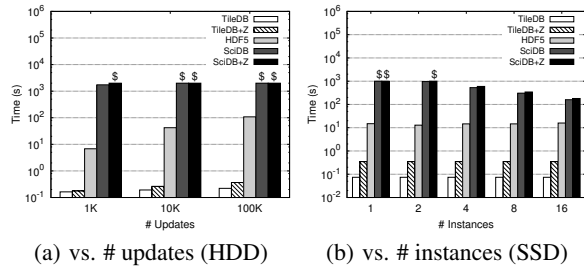 TileDB
TileDB+Z
HDF5
SciDB
SciDB+Z
Time (s)
10^6
10^5
10^4
10^3
10^2
10^1
10^0
10^-1
$ $ $ $ $
1K 10K 100K
# Updates
(a) vs. # updates (HDD)
TileDB
TileDB+Z
HDF5
SciDB
SciDB+Z
Time (s)
10^6
10^5
10^4
10^3
10^2
10^1
10^0
10^-1
10^-2
$$ $
1 2 4 8 16
# Instances
(b) vs. # instances (SSD)